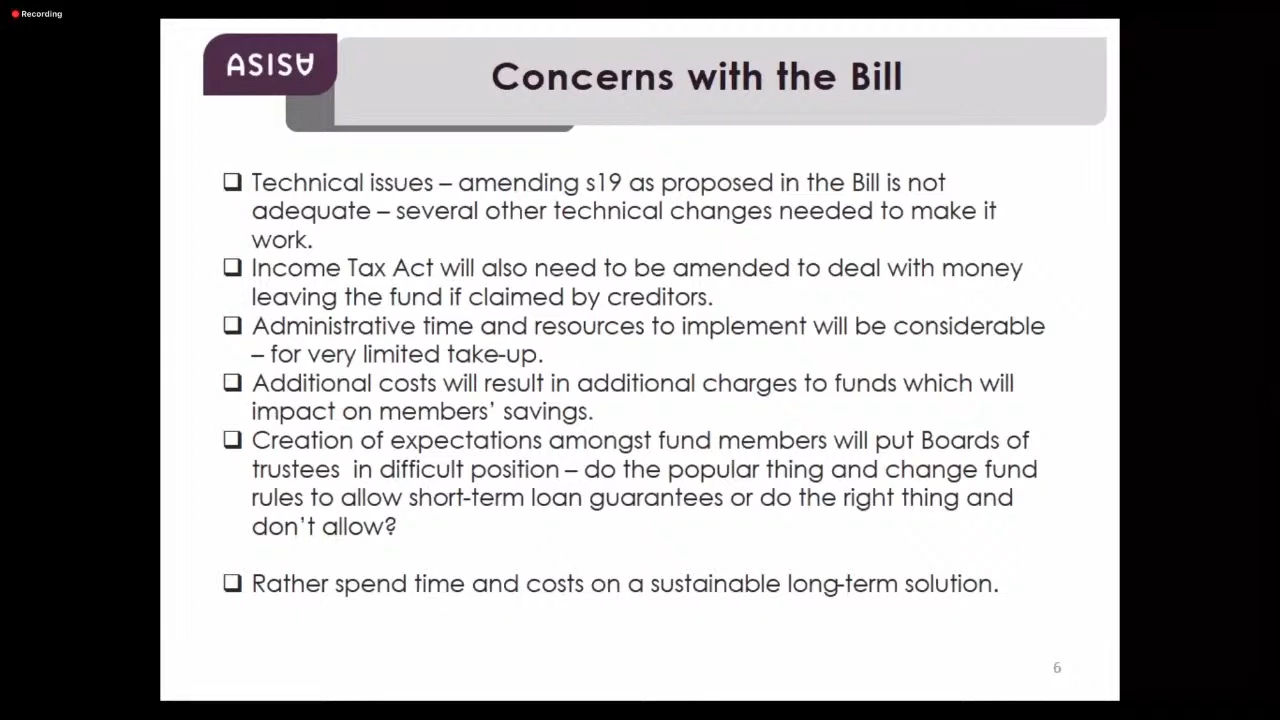 Recording
ASISA
Concerns with the Bill
❑ Technical issues – amending s19 as proposed in the Bill is not
adequate – several other technical changes needed to make it
work.
❑ Income Tax Act will also need to be amended to deal with money
leaving the fund if claimed by creditors.
❑ Administrative time and resources to implement will be considerable
– for very limited take-up.
❑ Additional costs will result in additional charges to funds which will
impact on members’ savings.
❑ Creation of expectations amongst fund members will put Boards of
trustees  in difficult position – do the popular thing and change fund
rules to allow short-term loan guarantees or do the right thing and
don’t allow?
❑ Rather spend time and costs on a sustainable long-term solution.
6